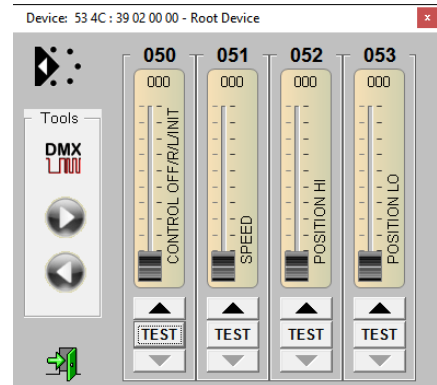 Device: 53 4C : 39 02 00 00 - Root Device
x
050 051 052 053
000 000 000 000
Tools
DMX
CONTROL OFF/R/L/INIT
SPEED
POSITION HI
POSITION LO
TEST TEST TEST TEST